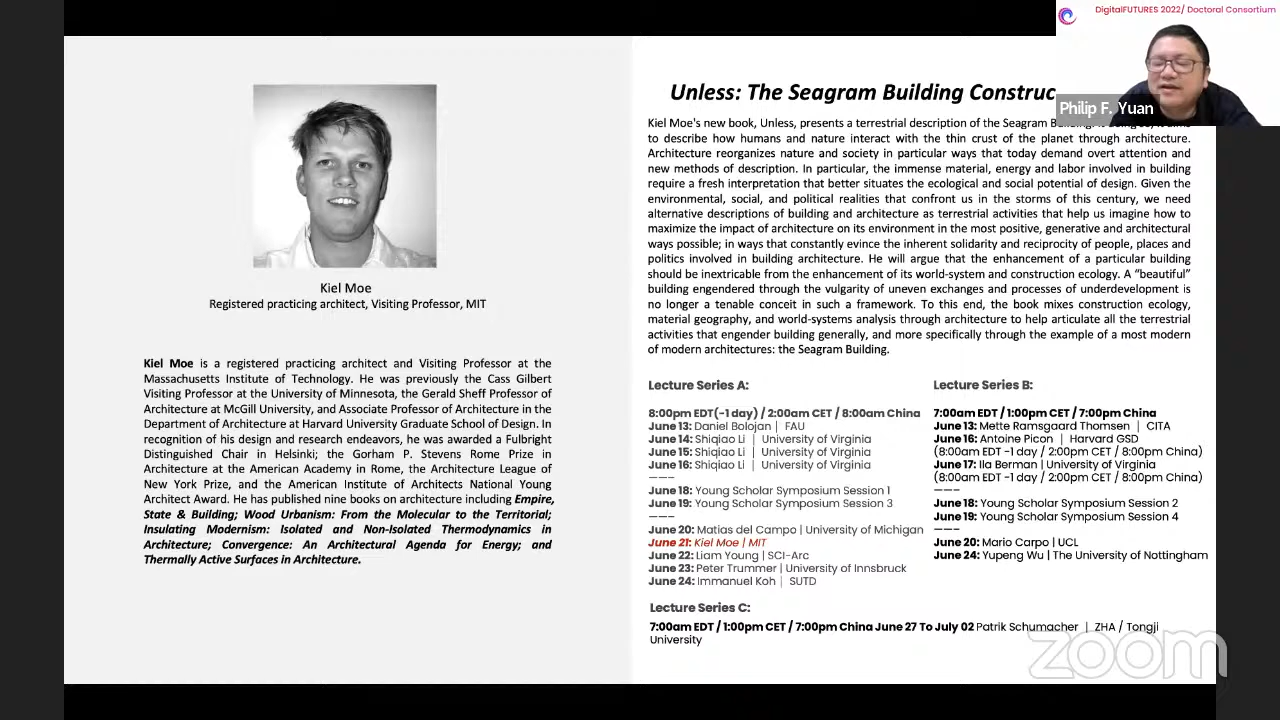 DigitalFUTURES 2022/ Doctoral Consortium
Philip F. Yuan
Kiel Moe
Registered practicing architect, Visiting Professor, MIT
Kiel Moe is a registered practicing architect and Visiting Professor at the
Massachusetts Institute of Technology. He was previously the Cass Gilbert
Visiting Professor at the University of Minnesota, the Gerald Sheff Professor of
Architecture at McGill University, and Associate Professor of Architecture in the
Department of Architecture at Harvard University Graduate School of Design. In
recognition of his design and research endeavors, he was awarded a Fulbright
Distinguished Chair in Helsinki; the Gorham P. Stevens Rome Prize in
Architecture at the American Academy in Rome, the Architecture League of
New York Prize, and the American Institute of Architects National Young
Architect Award. He has published nine books on architecture including Empire,
State & Building; Wood Urbanism: From the Molecular to the Territorial;
Insulating Modernism: Isolated and Non-Isolated Thermodynamics in
Architecture; Convergence: An Architectural Agenda for Energy; and
Thermally Active Surfaces in Architecture.
Unless: The Seagram Building Construc
Kiel Moe's new book, Unless, presents a terrestrial description of the Seagram
to describe how humans and nature interact with the thin crust of the planet through architecture.
Architecture reorganizes nature and society in particular ways that today demand overt attention and
new methods of description. In particular, the immense material, energy and labor involved in building
require a fresh interpretation that better situates the ecological and social potential of design. Given the
environmental, social, and political realities that confront us in the storms of this century, we need
alternative descriptions of building and architecture as terrestrial activities that help us imagine how to
maximize the impact of architecture on its environment in the most positive, generative and architectural
ways possible; in ways that constantly evince the inherent solidarity and reciprocity of people, places and
politics involved in building architecture. He will argue that the enhancement of a particular building
should be inextricable from the enhancement of its world-system and construction ecology. A “beautiful”
building engendered through the vulgarity of uneven exchanges and processes of underdevelopment is
no longer a tenable conceit in such a framework. To this end, the book mixes construction ecology,
material geography, and world-systems analysis through architecture to help articulate all the terrestrial
activities that engender building generally, and more specifically through the example of a most modern
of modern architectures: the Seagram Building.
Lecture Series A:
8:00pm EDT(-1 day) / 2:00am CET / 8:00am China
June 13: Daniel Bolojan | FAU
June 14: Shiqiao Li | University of Virginia
June 15: Shiqiao Li | University of Virginia
June 16: Shiqiao Li | University of Virginia
———
June 18: Young Scholar Symposium Session 1
June 19: Young Scholar Symposium Session 3
———
June 20: Matias del Campo | University of Michigan
June 21: Kiel Moe | MIT
June 22: Liam Young | SCI-Arc
June 23: Peter Trummer | University of Innsbruck
June 24: Immanuel Koh | SUTD
Lecture Series B:
7:00am EDT / 1:00pm CET / 7:00pm China
June 13: Mette Ramsgaard Thomsen | CITA
June 16: Antoine Picon | Harvard GSD
(8:00am EDT -1 day / 2:00pm CET / 8:00pm China)
June 17: Ila Berman | University of Virginia
(8:00am EDT -1 day / 2:00pm CET / 8:00pm China)
———
June 18: Young Scholar Symposium Session 2
June 19: Young Scholar Symposium Session 4
———
June 20: Mario Carpo | UCL
June 24: Yupeng Wu | The University of Nottingham
Lecture Series C:
7:00am EDT / 1:00pm CET / 7:00pm China June 27 To July 02 Patrik Schumacher | ZHA / Tongji
University
zoom